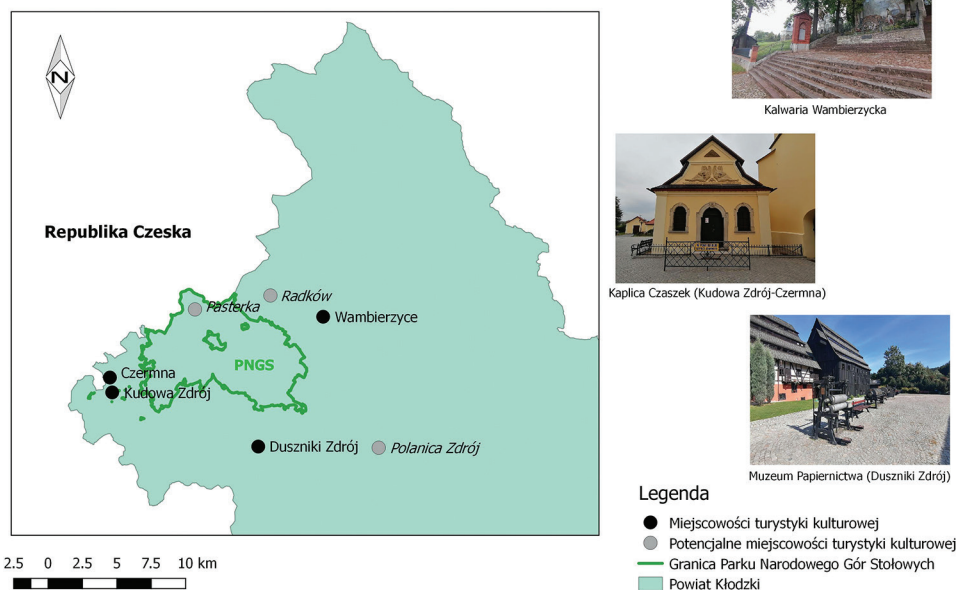 N
Republika Czeska
Radków
Pasterka
Wambierzyce
PNGS
Czermna
Kudowa Zdrój
Duszniki Zdrój
Polanica Zdrój
2.5 0 2.5 5 7.5 10 km
Kalwaria Wambierzycka
Kaplica Czaszek (Kudowa Zdrój-Czermna)
Muzeum Papiernictwa (Duszniki Zdrój)
Legenda
Miejscowości turystyki kulturowej
Potencjalne miejscowości turystyki kulturowej
Granica Parku Narodowego Gór Stołowych
Powiat Kłodzki